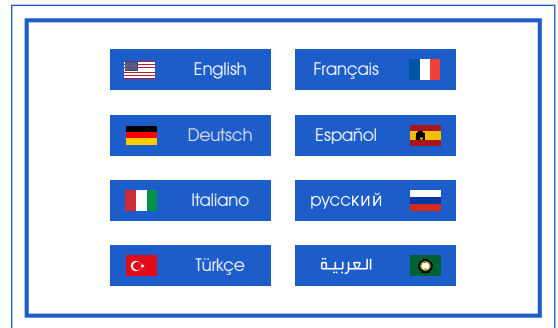 English
Français
Deutsch
Español
Italiano
русский
Türkçe
العربية